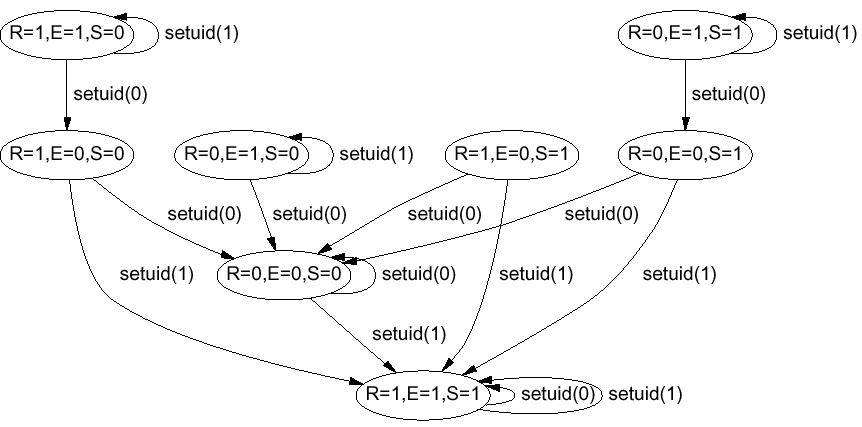 R=1,E=1,S=0
setuid(1)
R=0,E=1,S=1
setuid(1)
setuid(0)
setuid(0)
R=1,E=0,S=0
R=0,E=1,S=0
setuid(1)
R=1,E=0,S=1
R=0,E=0,S=1
setuid(0)
setuid(0)
setuid(0)
setuid(0)
setuid(1)
R=0,E=0,S=0
setuid(0)
setuid(1)
setuid(1)
setuid(1)
R=1,E=1,S=1
setuid(0)
setuid(1)